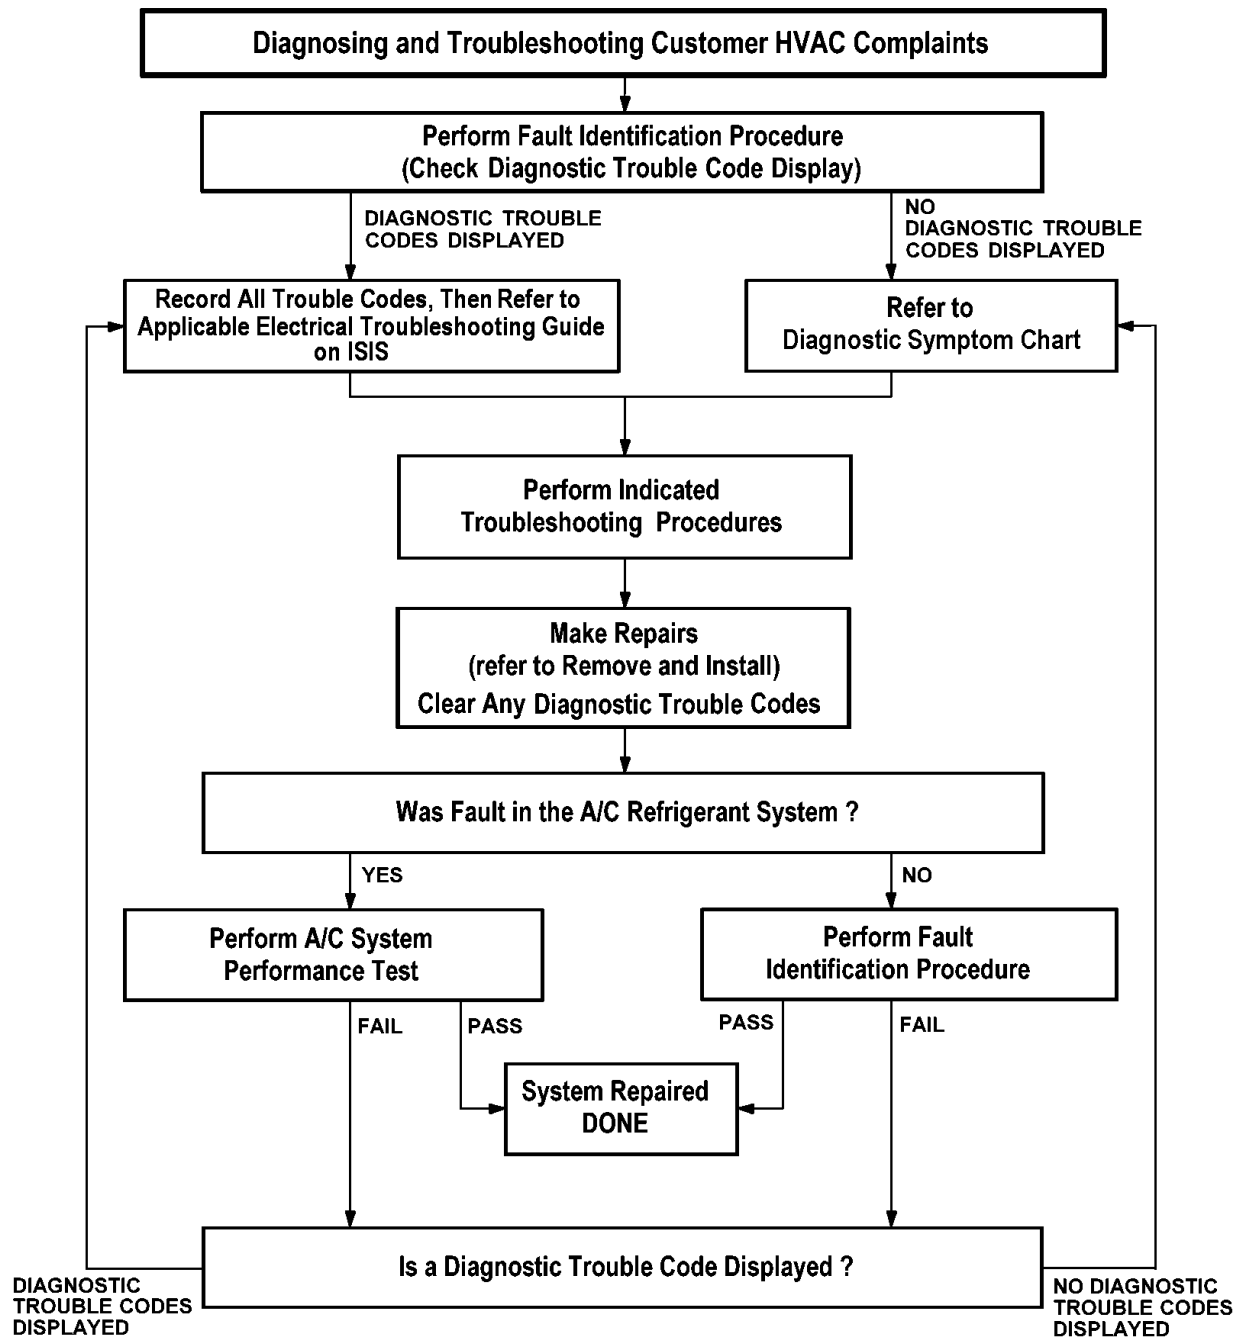 Diagnosing and Troubleshooting Customer HVAC Complaints
Perform Fault Identification Procedure
(Check Diagnostic Trouble Code Display)
DIAGNOSTIC TROUBLE
CODES DISPLAYED
NO
DIAGNOSTIC TROUBLE
CODES DISPLAYED
Record All Trouble Codes, Then Refer to
Applicable Electrical Troubleshooting Guide
on ISIS
Refer to
Diagnostic Symptom Chart
Perform Indicated
Troubleshooting Procedures
Make Repairs
(refer to Remove and Install)
Clear Any Diagnostic Trouble Codes
Was Fault in the A/C Refrigerant System ?
YES
NO
Perform A/C System
Performance Test
Perform Fault
Identification Procedure
FAIL
PASS
PASS
FAIL
System Repaired
DONE
Is a Diagnostic Trouble Code Displayed ?
DIAGNOSTIC
TROUBLE CODES
DISPLAYED
NO DIAGNOSTIC
TROUBLE CODES
DISPLAYED